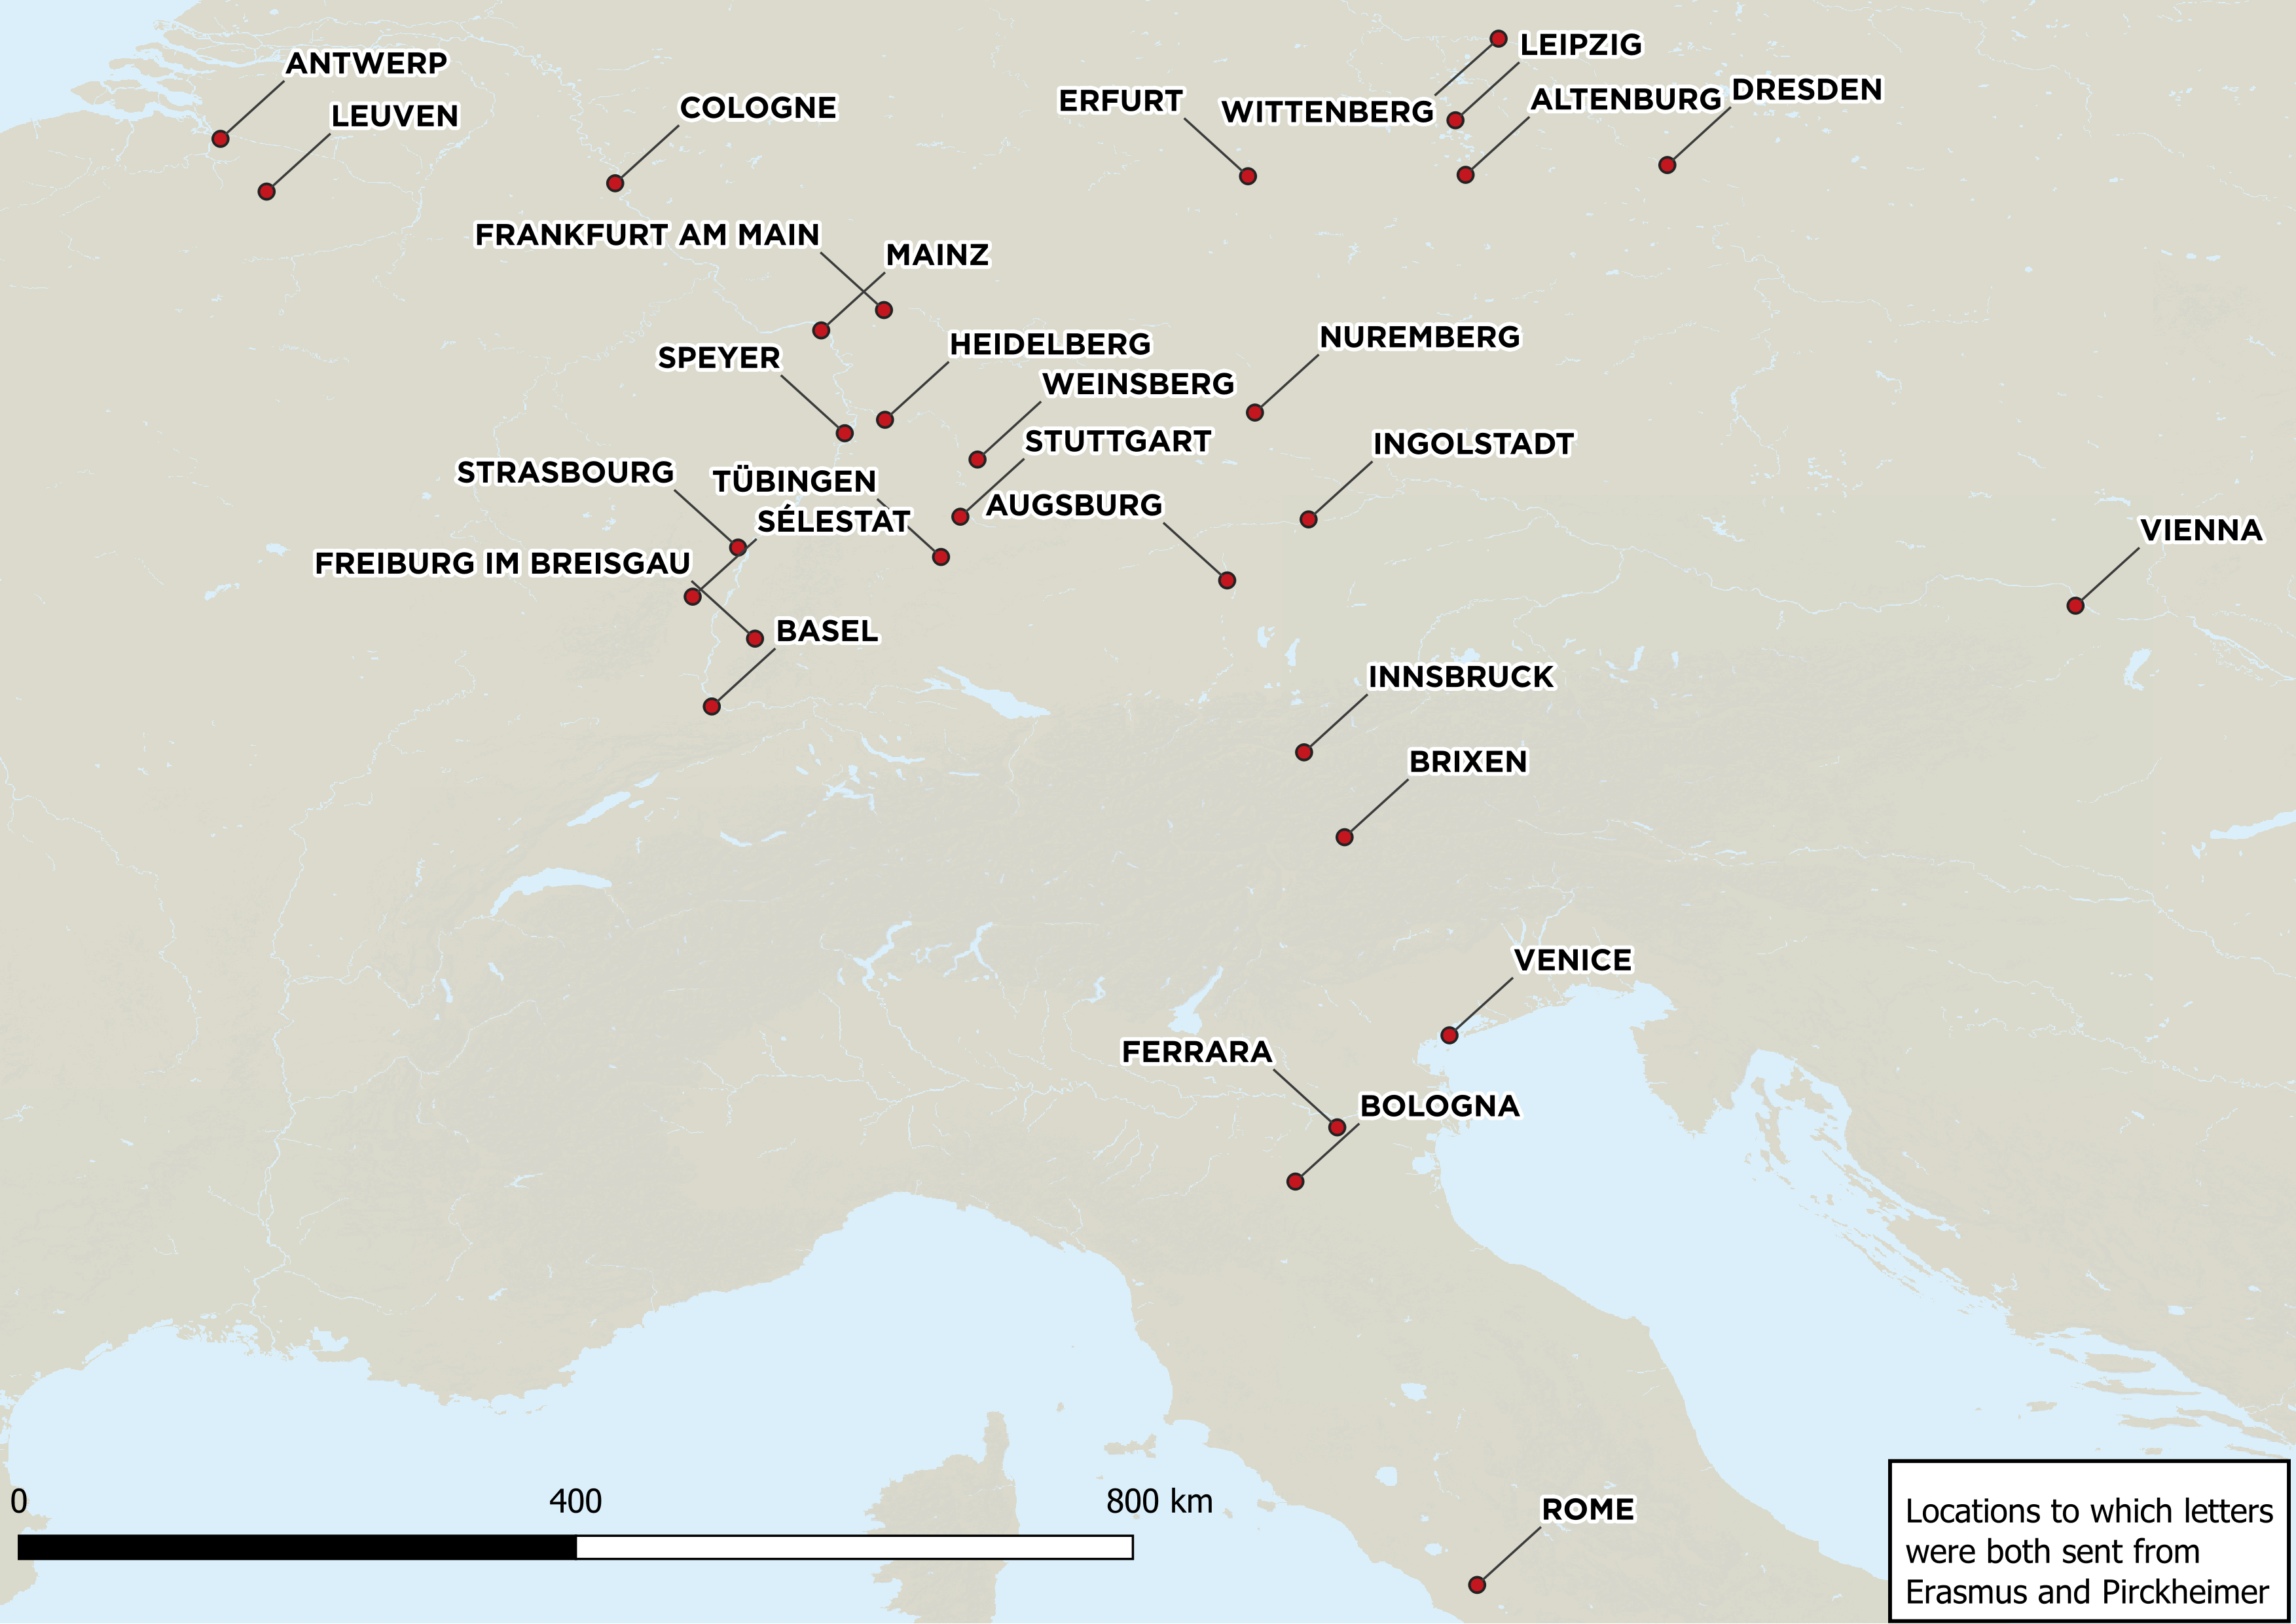 LEIPZIG
ANTWERP
DRESDEN
ERFURT
ALTENBURG
COLOGNE
WITTENBERG
LEUVEN
FRANKFURT AM MAIN
MAINZ
NUREMBERG
HEIDELBERG
SPEYER
WEINSBERG
STUTTGART
INGOLSTADT
STRASBOURG
TÜBINGEN
AUGSBURG
SÉLESTAT
VIENNA
FREIBURG IM BREISGAU
BASEL
INNSBRUCK
BRIXEN
VENICE
FERRARA
BOLOGNA
0 400 800 km
ROME
Locations to which letters
were both sent from
Erasmus and Pirckheimer